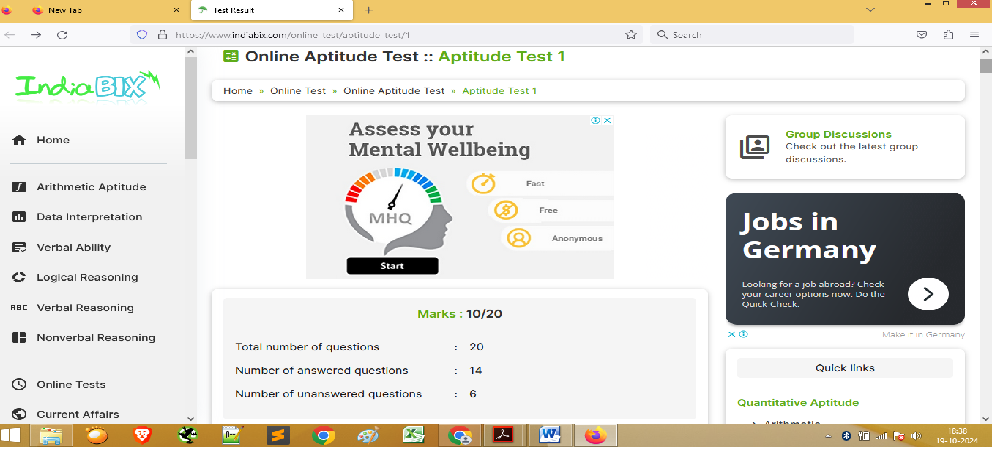 New Tab
Test Result
https://www.indiabix.com/online-test/aptitude-test/1
Search
IndiaBIX
Online Aptitude Test :: Aptitude Test 1
Home » Online Test » Online Aptitude Test » Aptitude Test 1
Home
Arithmetic Aptitude
Data Interpretation
Verbal Ability
Logical Reasoning
ABC Verbal Reasoning
Nonverbal Reasoning
Online Tests
Current Affairs
Assess your
Mental Wellbeing
MHQ
Fast
Free
Anonymous
Start
Marks : 10/20
Total number of questions : 20
Number of answered questions : 14
Number of unanswered questions : 6
Group Discussions
Check out the latest group
discussions.
Jobs in
Germany
Looking for a job abroad? Check
your career options now. Do the
Quick Check.
Make it in Germany
Quick links
Quantitative Aptitude
Arithmetic
18:38
19-10-2024